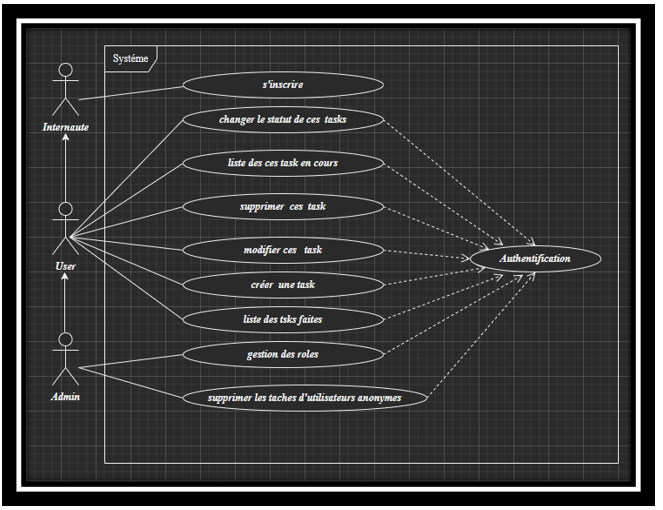 Systéme
s'inscrire
Internaute
changer le statut de ces tasks
liste des ces task en cours
supprimer ces task
User
modifier ces task
Authentification
créer une task
liste des tsks faites
gestion des roles
Admin
supprimer les taches d'utilisateurs anonymes